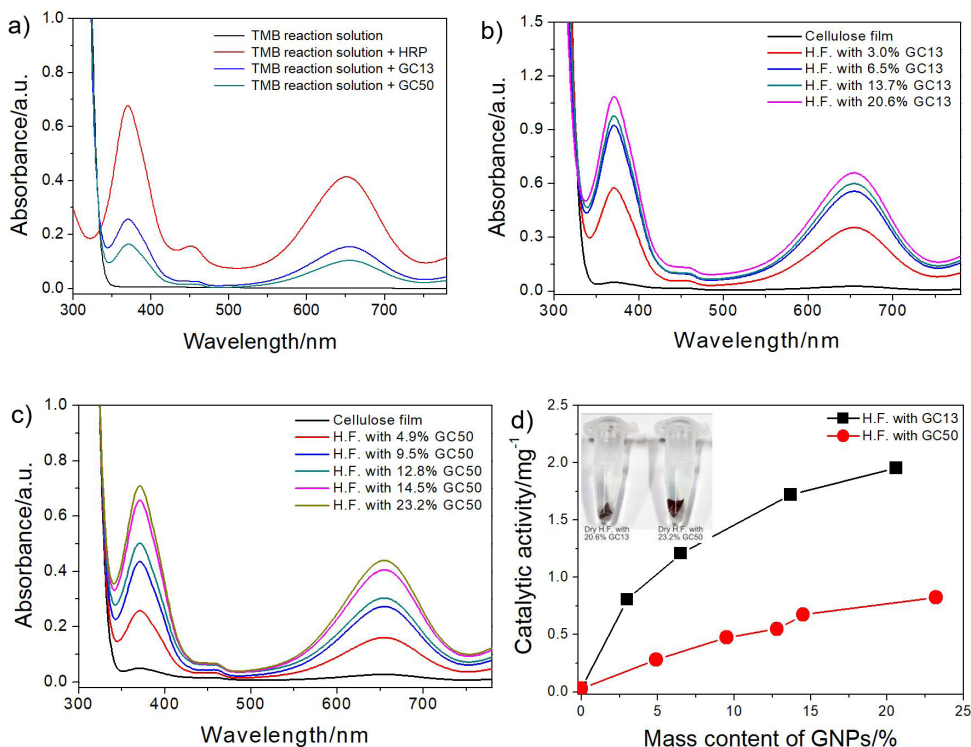 a)
1.0
0.8
0.6
0.4
0.2
0.0
Absorbance/a.u.
TMB reaction solution
TMB reaction solution + HRP
TMB reaction solution + GC13
TMB reaction solution + GC50
300 400 500 600 700
Wavelength/nm
b)
1.5
1.2
0.9
0.6
0.3
0.0
Absorbance/a.u.
Cellulose film
H.F. with 3.0% GC13
H.F. with 6.5% GC13
H.F. with 13.7% GC13
H.F. with 20.6% GC13
300 400 500 600 700
Wavelength/nm
c)
1.0
0.8
0.6
0.4
0.2
0.0
Absorbance/a.u.
Cellulose film
H.F. with 4.9% GC50
H.F. with 9.5% GC50
H.F. with 12.8% GC50
H.F. with 14.5% GC50
H.F. with 23.2% GC50
300 400 500 600 700
Wavelength/nm
d)
2.5
2.0
1.5
1.0
0.5
0.0
Catalytic activity/mg⁻¹
H.F. with GC13
H.F. with GC50
Dry H.F. with
20.6% GC13
Dry H.F. with
23.2% GC50
0 5 10 15 20 25
Mass content of GNPs/%